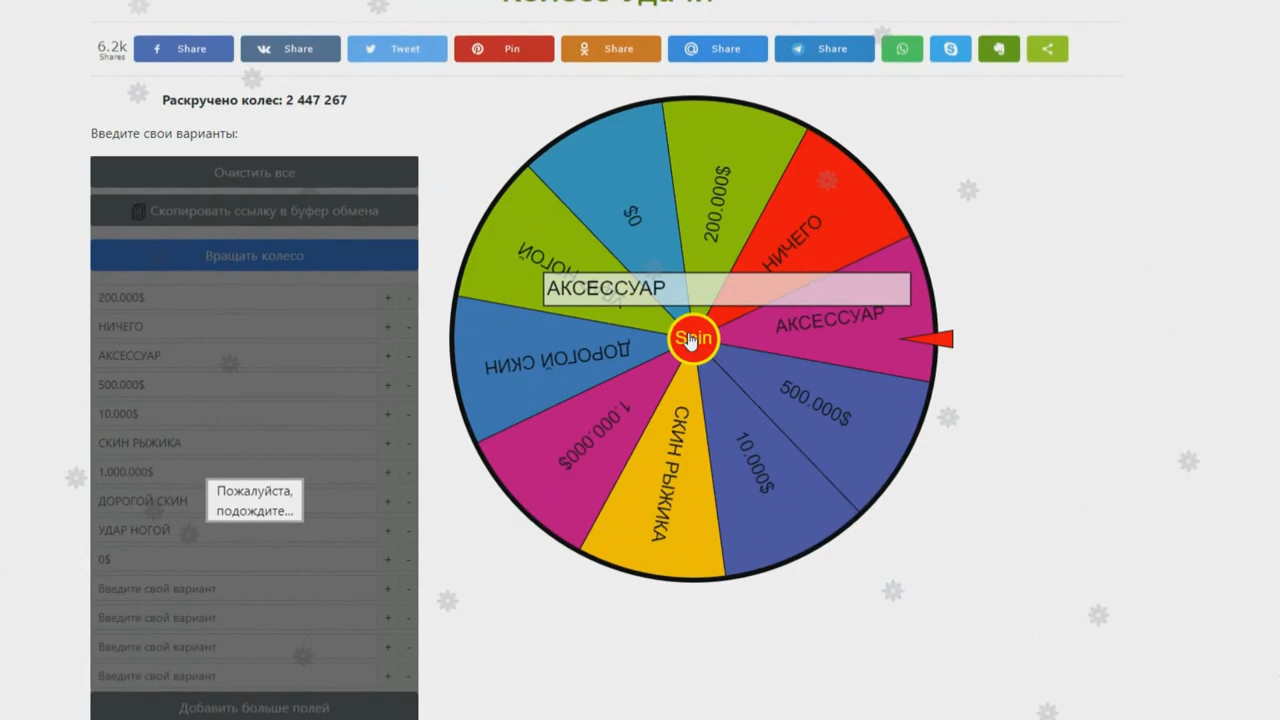 Колесо Удачи
6.2k
Shares
Share
Share
Tweet
Pin
Share
Share
Share
Раскручено колес: 2 447 267
Введите свои варианты:
Очистить все
Скопировать ссылку в буфер обмена
Вращать колесо
200.000$ + -
НИЧЕГО + -
АКСЕССУАР + -
500.000$ + -
10.000$ + -
СКИН РЫЖИКА + -
1.000.000$ + -
ДОРОГОЙ СКИН + -
УДАР НОГОЙ + -
0$ + -
Введите свой вариант + -
Введите свой вариант + -
Введите свой вариант + -
Введите свой вариант + -
Добавить больше полей
Пожалуйста,
подождите...
200.000$
НИЧЕГО
АКСЕССУАР
500.000$
10.000$
СКИН РЫЖИКА
1.000.000$
ДОРОГОЙ СКИН
УДАР НОГОЙ
0$
АКСЕССУАР
Spin